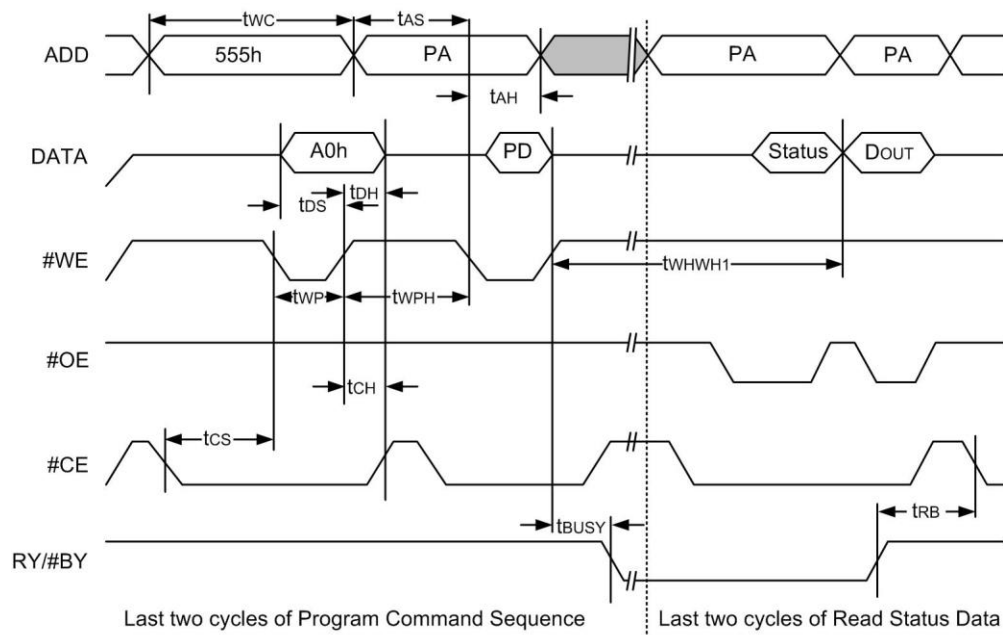 tWC
tAS
ADD
555h
PA
PA
PA
tAH
DATA
A0h
PD
Status
DOUT
tDH
tDS
#WE
tWHWH1
tWP
tWPH
#OE
tCH
tCS
#CE
tRB
tBUSY
RY/#BY
Last two cycles of Program Command Sequence
Last two cycles of Read Status Data